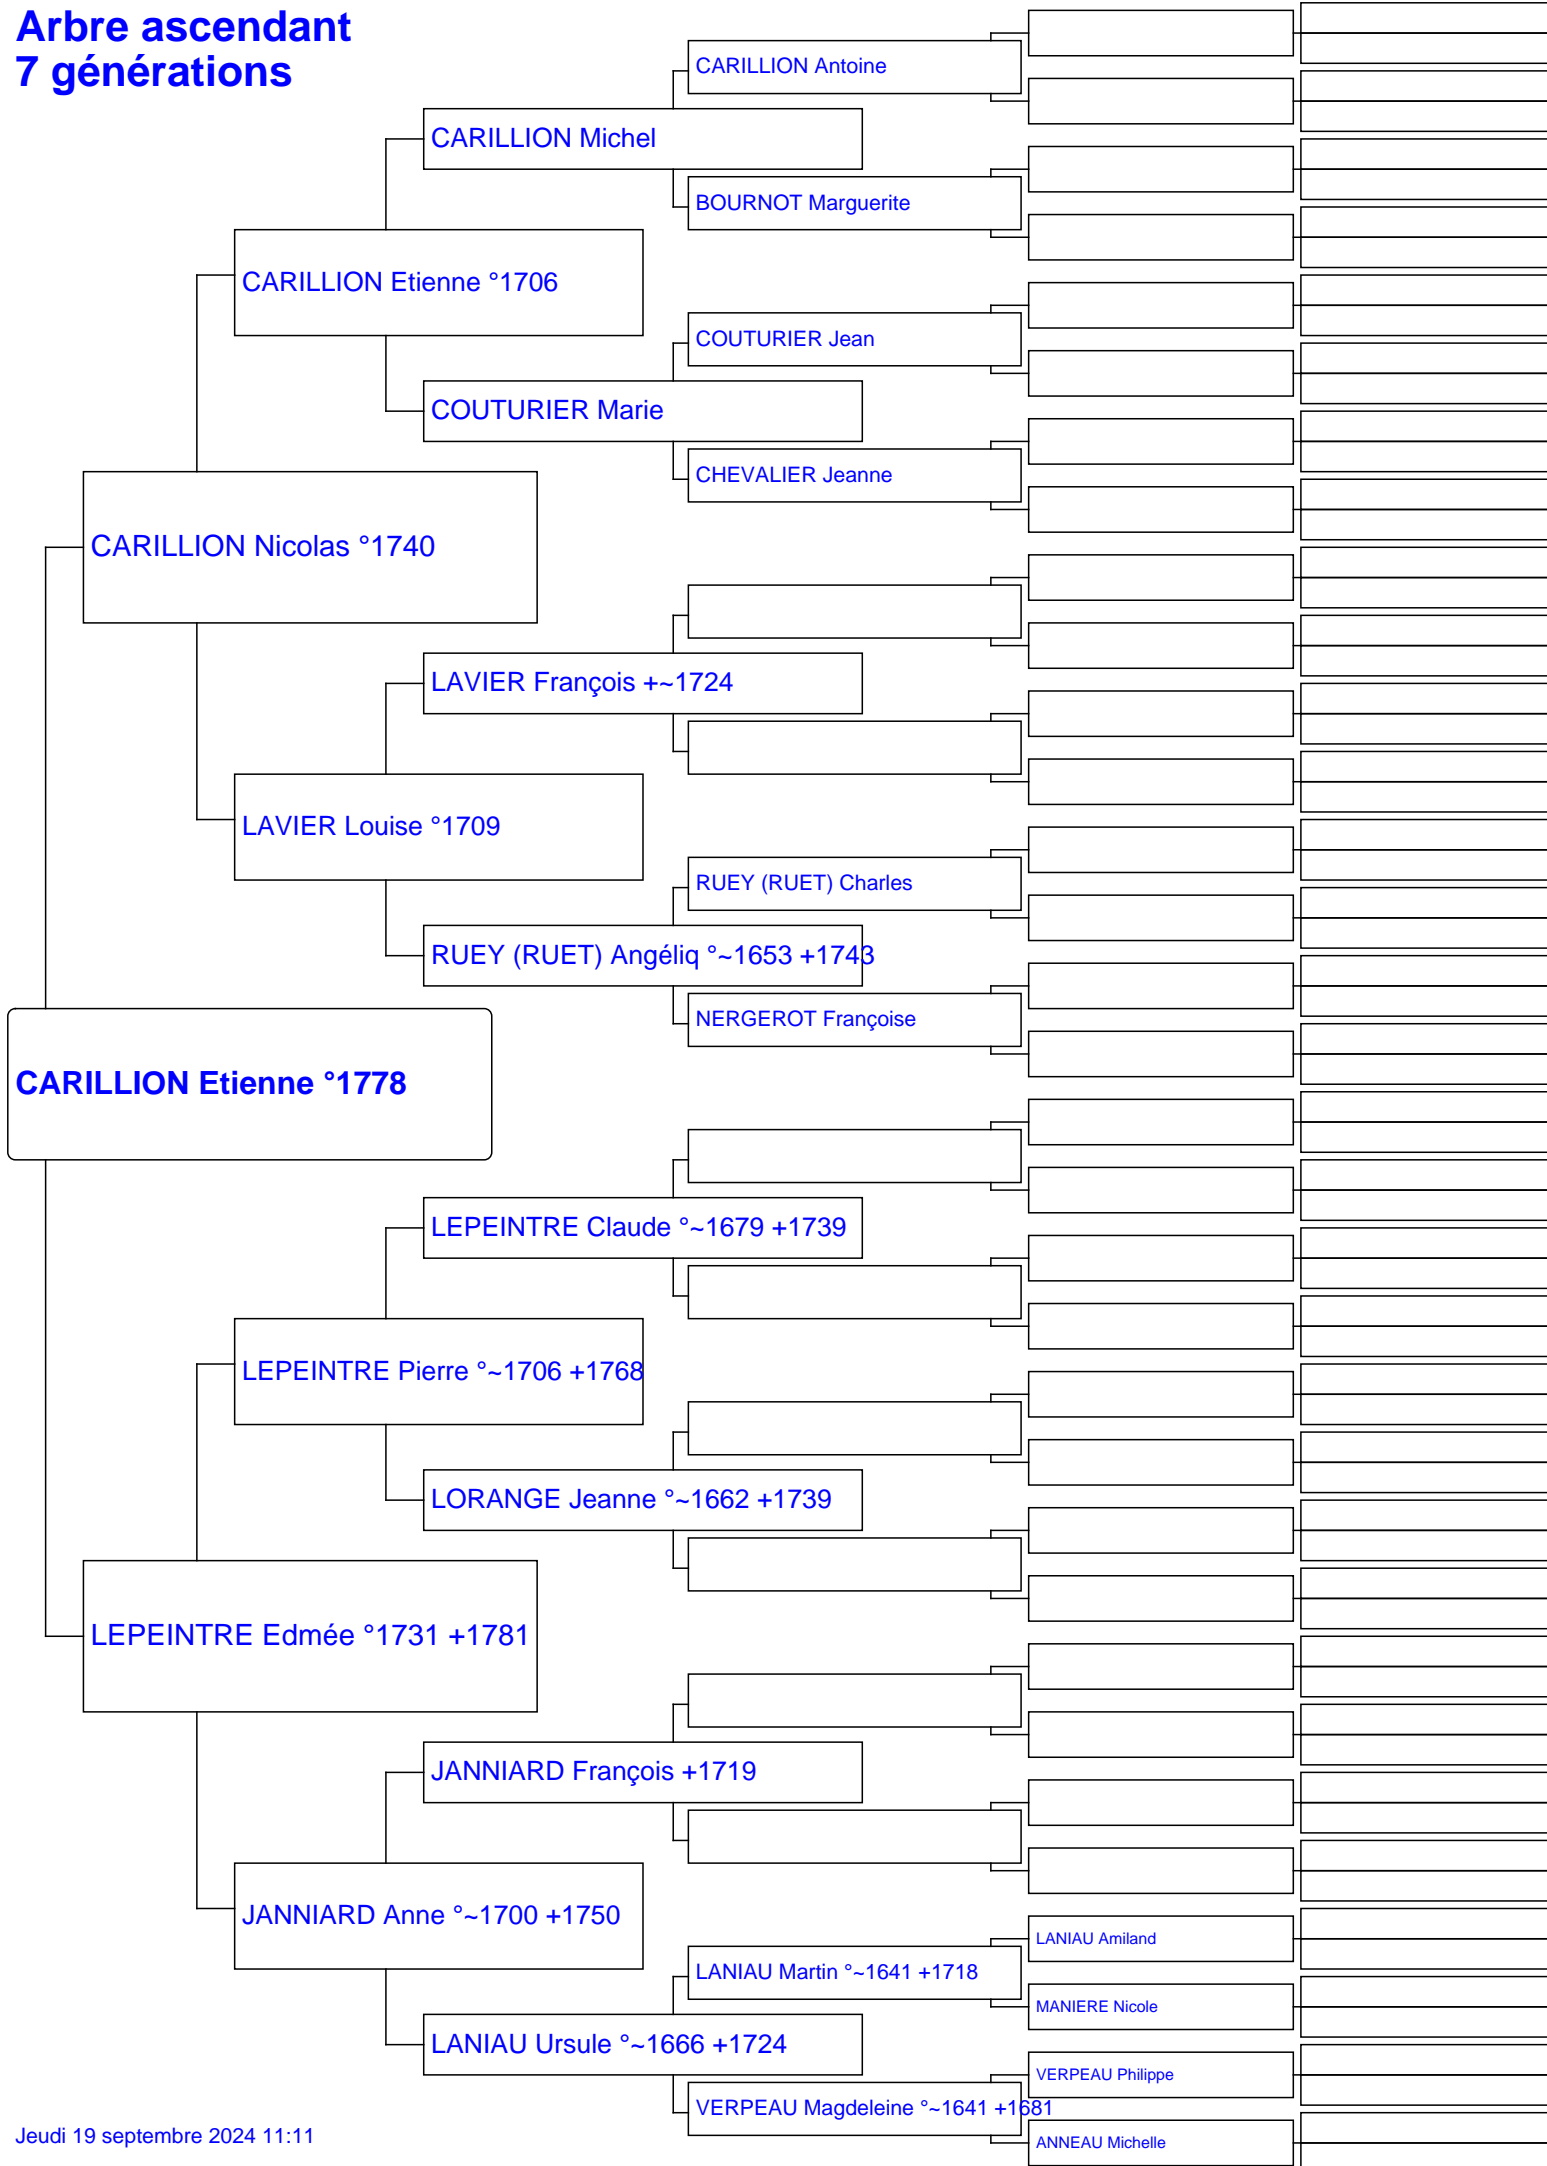 Arbre ascendant
7 générations
CARILLION Antoine
CARILLION Michel
BOURNOT Marguerite
CARILLION Etienne °1706
COUTURIER Jean
COUTURIER Marie
CHEVALIER Jeanne
CARILLION Nicolas °1740
LAVIER François +~1724
LAVIER Louise °1709
RUEY (RUET) Charles
RUEY (RUET) Angéliq °~1653 +1743
NERGEROT Françoise
CARILLION Etienne °1778
LEPEINTRE Claude °~1679 +1739
LEPEINTRE Pierre °~1706 +1768
LORANGE Jeanne °~1662 +1739
LEPEINTRE Edmée °1731 +1781
JANNIARD François +1719
JANNIARD Anne °~1700 +1750
LANIAU Amiland
LANIAU Martin °~1641 +1718
MANIERE Nicole
LANIAU Ursule °~1666 +1724
VERPEAU Philippe
VERPEAU Magdeleine °~1641 +1681
ANNEAU Michelle
Jeudi 19 septembre 2024 11:11